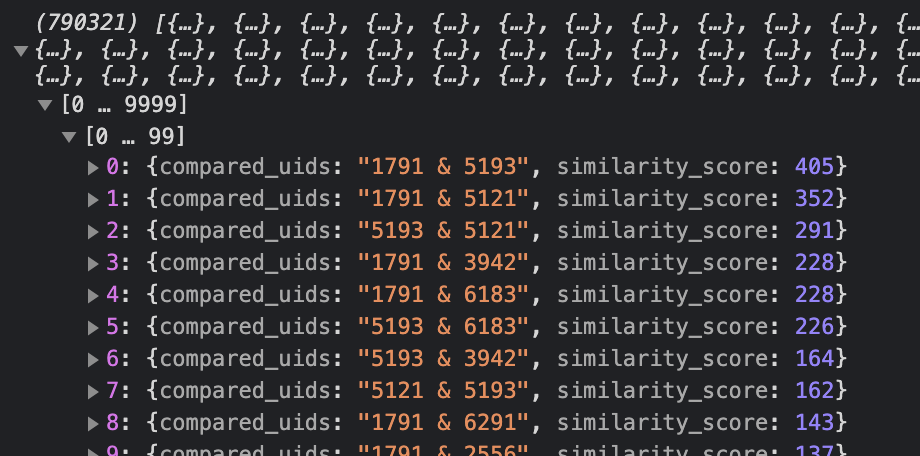 (790321) [{…}, {…}, {…}, {…}, {…}, {…}, {…}, {…}, {…}, {…}, {…}, {…
{…}, {…}, {…}, {…}, {…}, {…}, {…}, {…}, {…}, {…}, {…}, {…}, {…}, {…
{…}, {…}, {…}, {…}, {…}, {…}, {…}, {…}, {…}, {…}, {…}, {…}, {…}, {…
[0 … 9999]
[0 … 99]
0: {compared_uids: "1791 & 5193", similarity_score: 405}
1: {compared_uids: "1791 & 5121", similarity_score: 352}
2: {compared_uids: "5193 & 5121", similarity_score: 291}
3: {compared_uids: "1791 & 3942", similarity_score: 228}
4: {compared_uids: "1791 & 6183", similarity_score: 228}
5: {compared_uids: "5193 & 6183", similarity_score: 226}
6: {compared_uids: "5193 & 3942", similarity_score: 164}
7: {compared_uids: "5121 & 5193", similarity_score: 162}
8: {compared_uids: "1791 & 6291", similarity_score: 143}
9: {compared_uids: "1791 & 2556", similarity_score: 137}